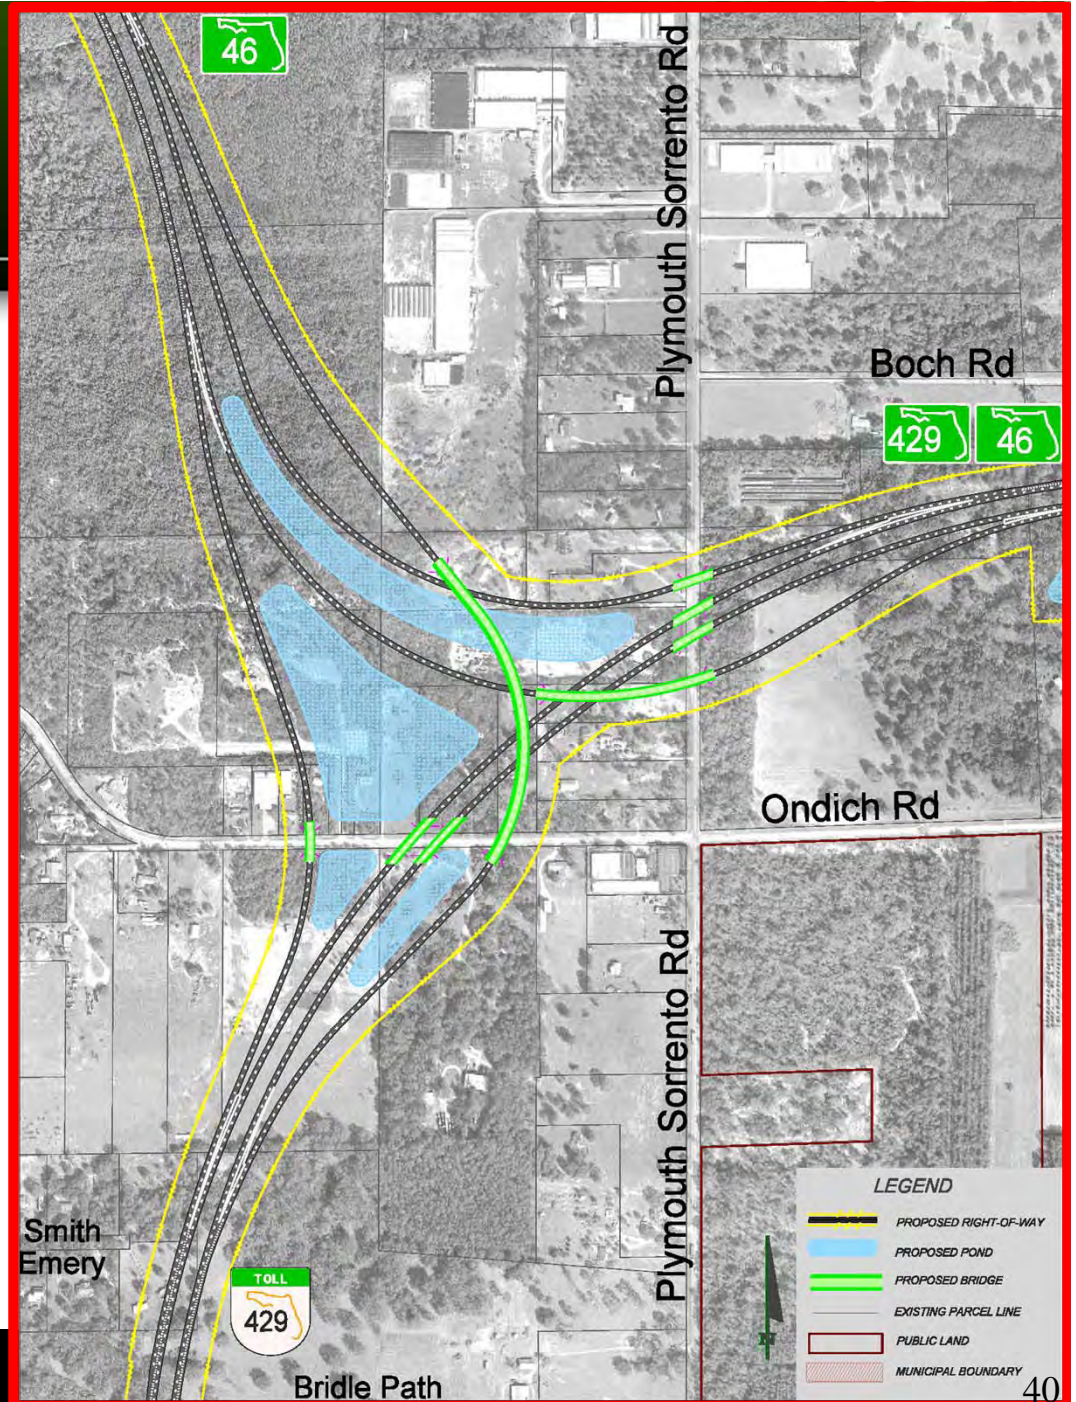 46
Plymouth Sorrento Rd
Boch Rd
429
46
Ondich Rd
Plymouth Sorrento Rd
Smith
Emery
TOLL
429
Bridle Path
LEGEND
PROPOSED RIGHT-OF-WAY
PROPOSED POND
PROPOSED BRIDGE
EXISTING PARCEL LINE
PUBLIC LAND
MUNICIPAL BOUNDARY
N
40